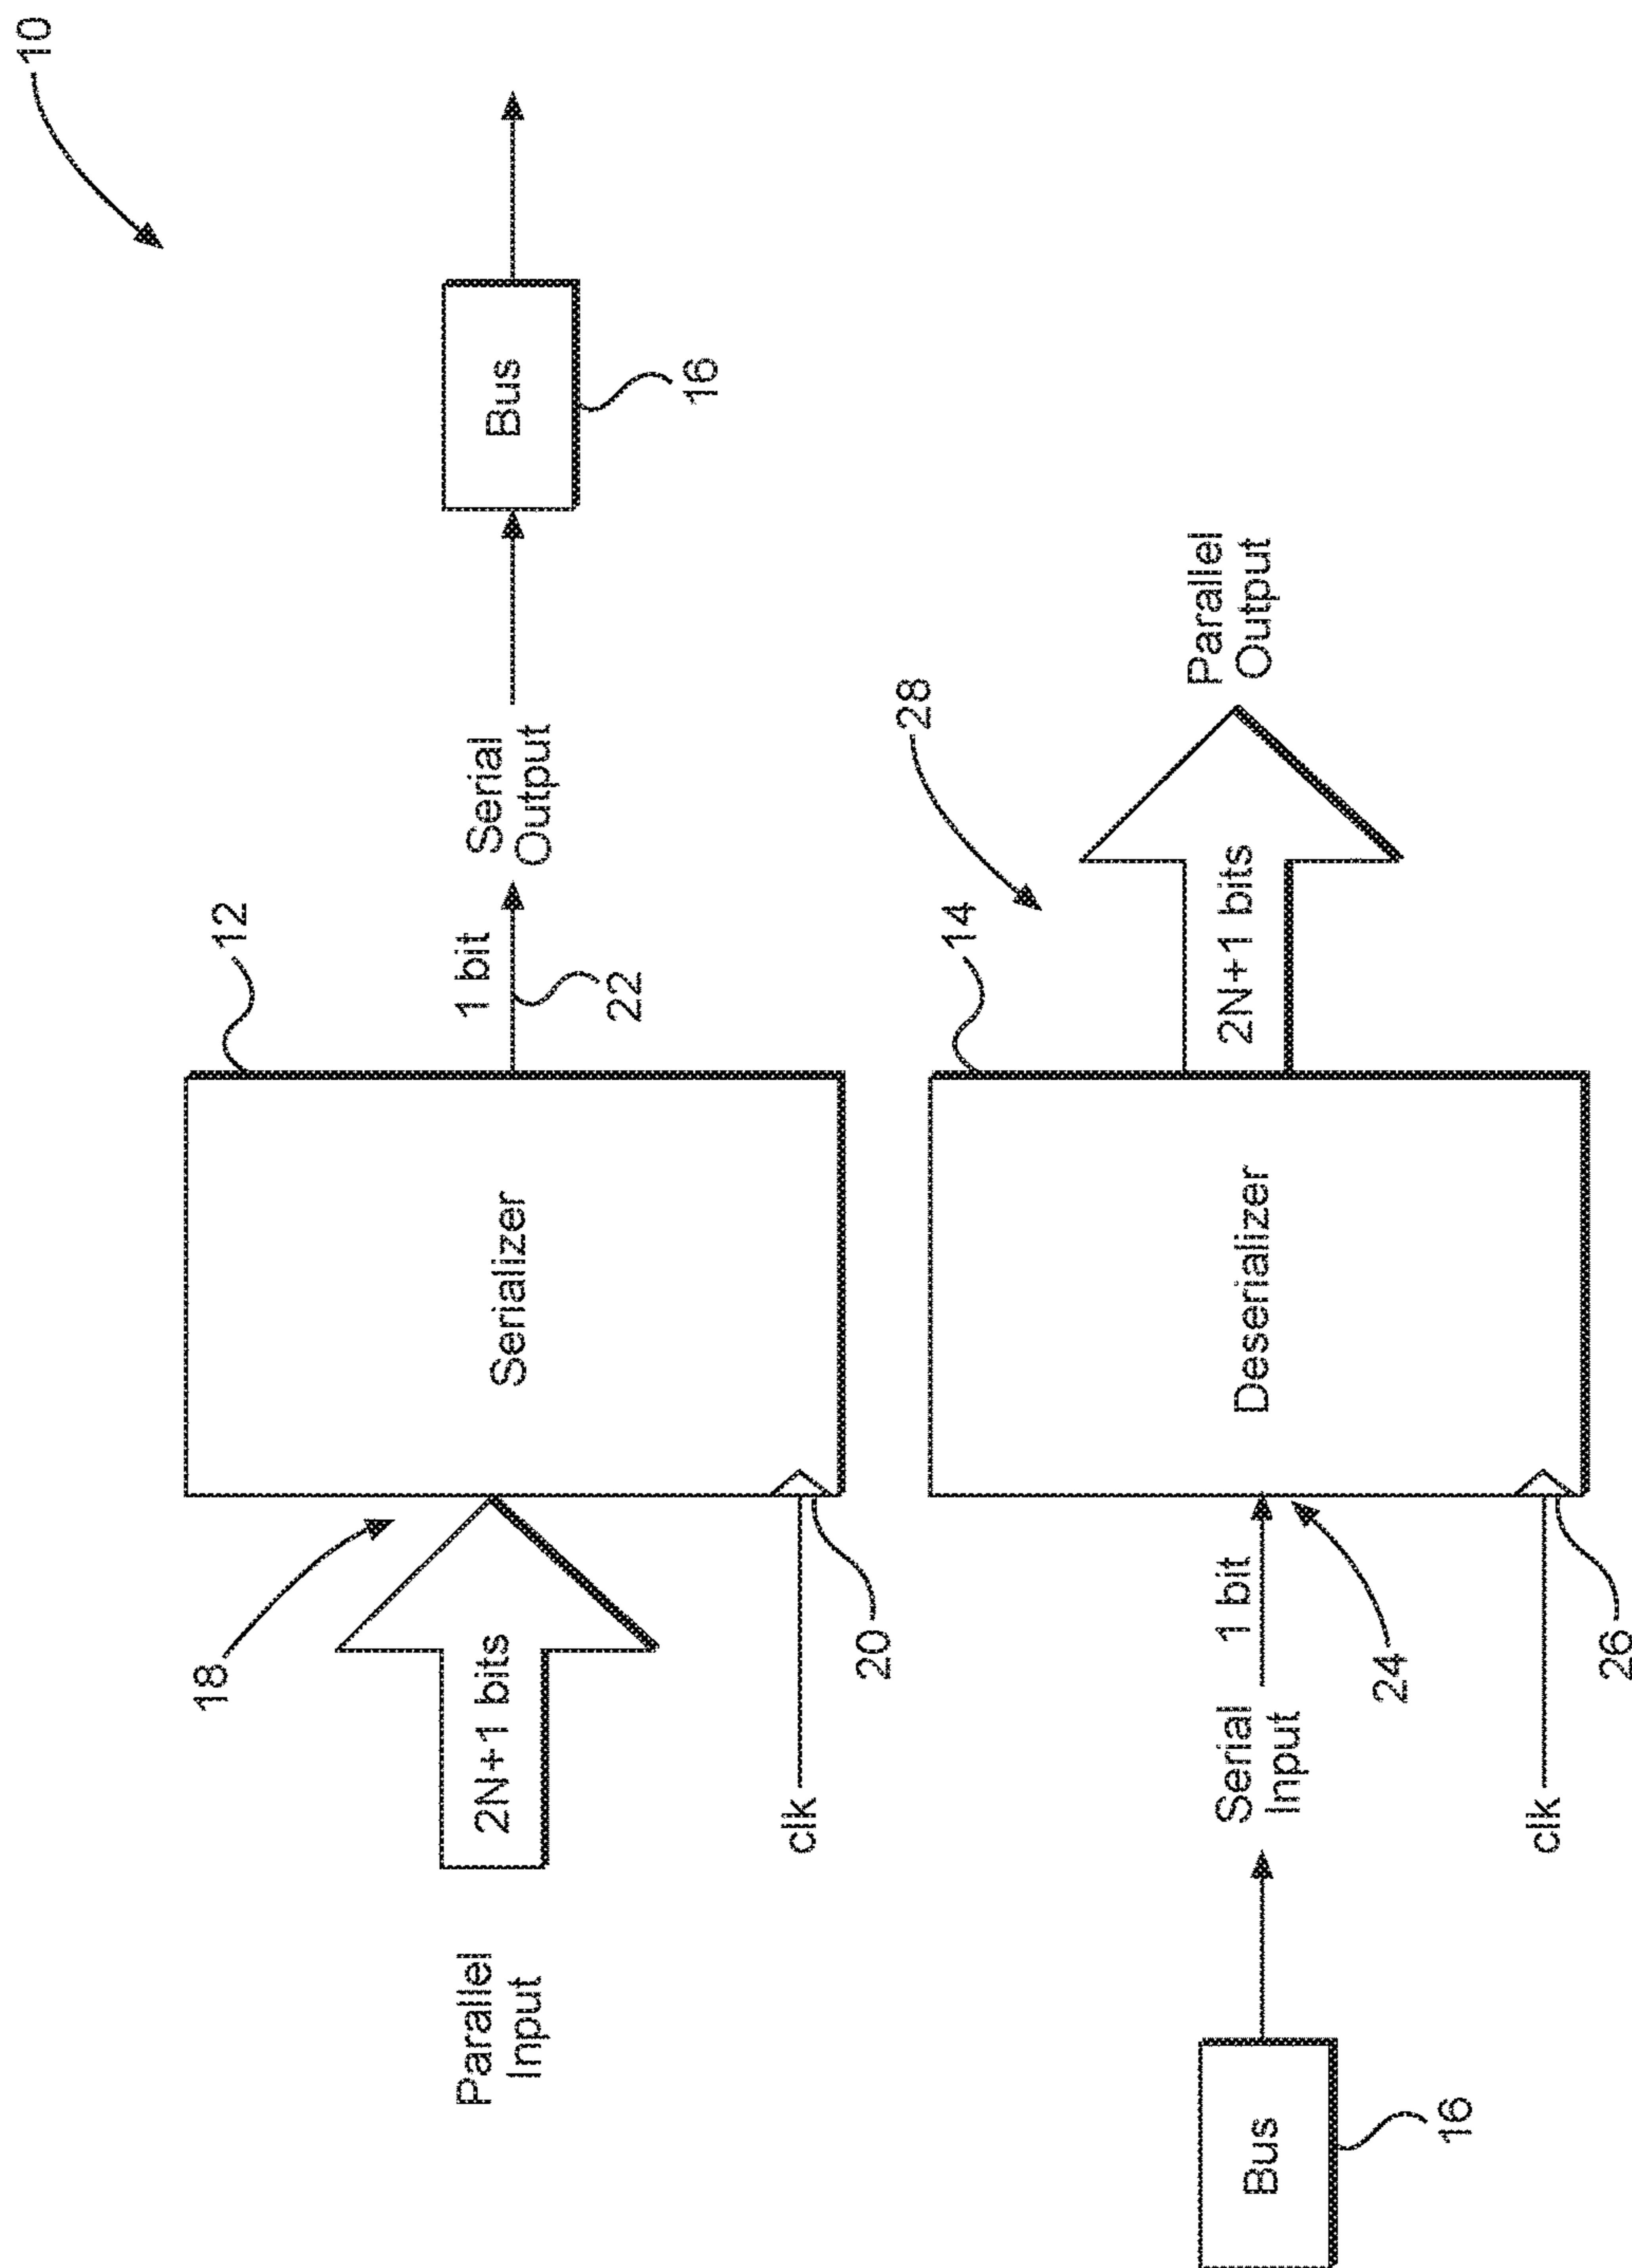 10
Parallel
Input
2N+1 bits
18
clk
20
Serializer
12
1 bit
22
Serial
Output
Bus
16
Bus
16
Serial
Input
1 bit
24
clk
26
Deserializer
14
2N+1 bits
28
Parallel
Output